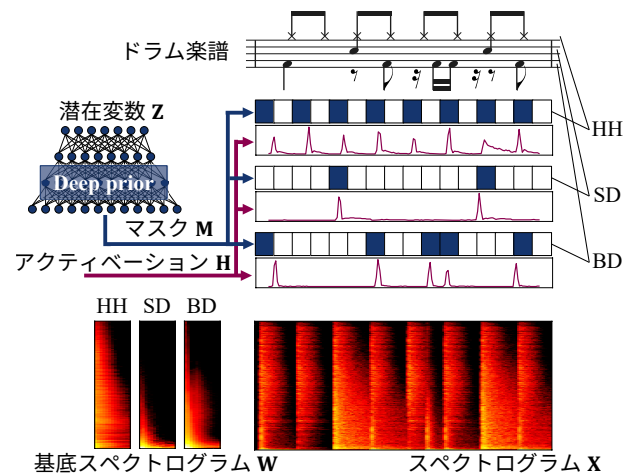 ドラム楽譜
潜在変数 Z
Deep prior
マスク M
アクティベーション H
HH
SD
BD
HH SD BD
基底スペクトログラム W
スペクトログラム X